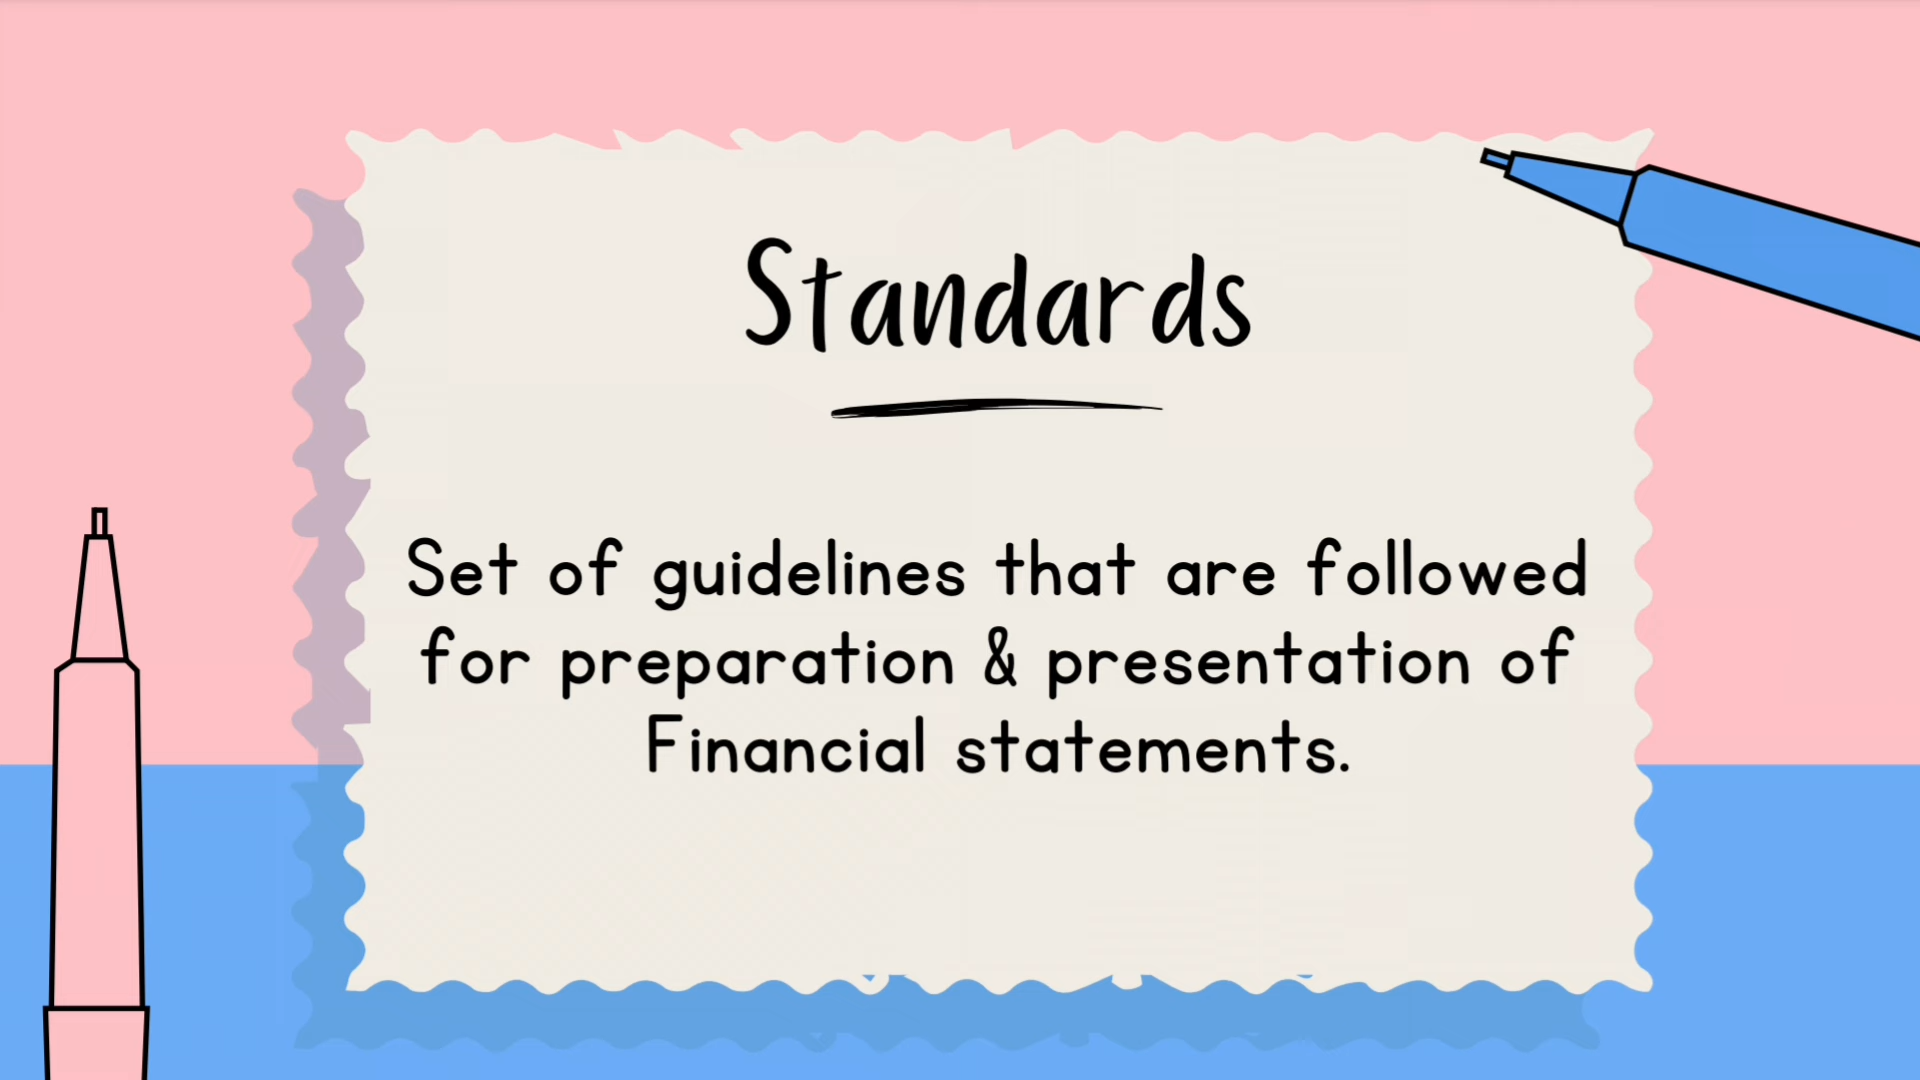 Standards
Set of guidelines that are followed
for preparation & presentation of
Financial statements.